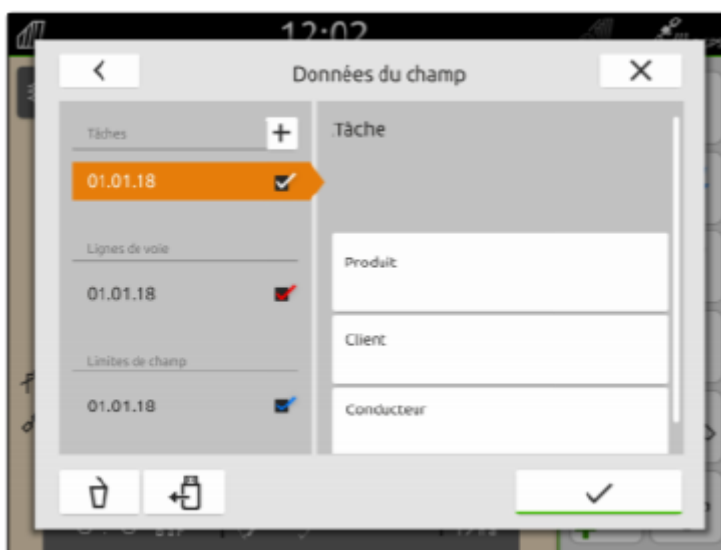 12:02
Données du champ
Tâches
01.01.18
Lignes de voie
01.01.18
Limites de champ
01.01.18
.Tâche
Produit
Client
Conducteur